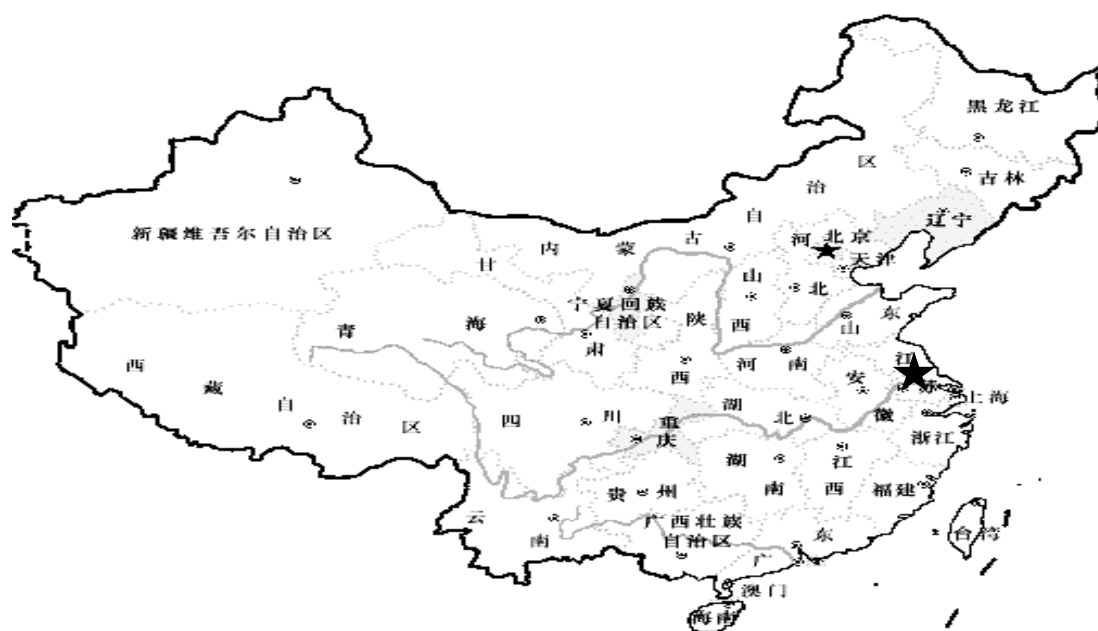 黑龙江
吉林
辽宁
内蒙古自治区
新疆维吾尔自治区
甘肃
北京
天津
河北
山西
宁夏回族
自治区
青海
陕西
山东
河南
江苏
安徽
上海
西藏自治区
四川
重庆
湖北
浙江
湖南
江西
福建
贵州
云南
广西壮族
自治区
广东
台湾
澳门
海南